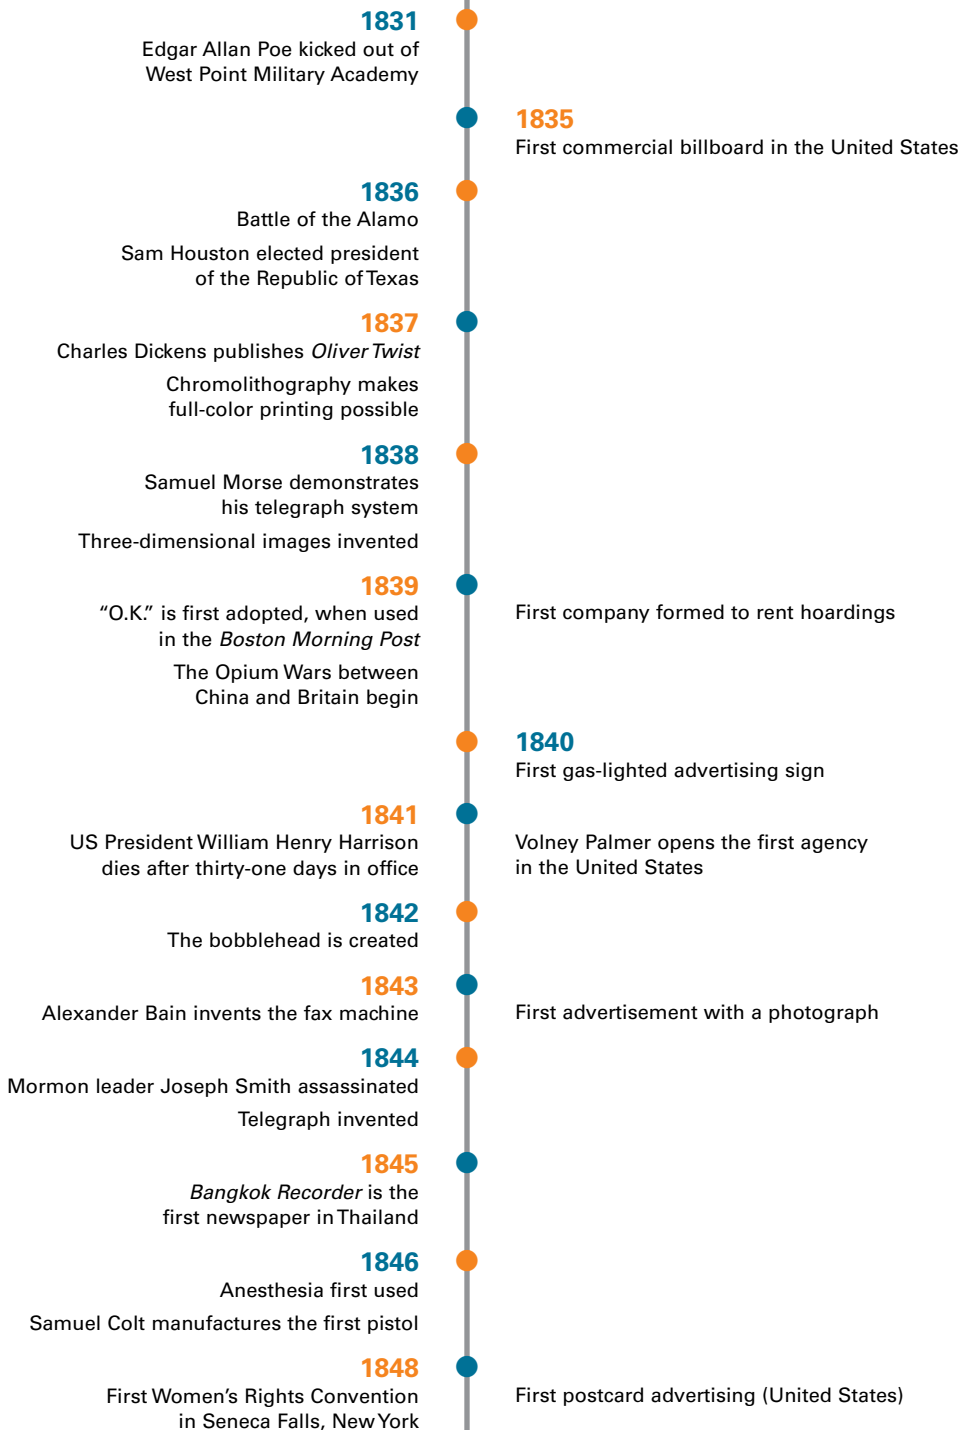 1831
Edgar Allan Poe kicked out of
West Point Military Academy
1835
First commercial billboard in the United States
1836
Battle of the Alamo
Sam Houston elected president
of the Republic of Texas
1837
Charles Dickens publishes Oliver Twist
Chromolithography makes
full-color printing possible
1838
Samuel Morse demonstrates
his telegraph system
Three-dimensional images invented
1839
“O.K.” is first adopted, when used
in the Boston Morning Post
The Opium Wars between
China and Britain begin
First company formed to rent hoardings
1840
First gas-lighted advertising sign
1841
US President William Henry Harrison
dies after thirty-one days in office
Volney Palmer opens the first agency
in the United States
1842
The bobblehead is created
1843
Alexander Bain invents the fax machine
First advertisement with a photograph
1844
Mormon leader Joseph Smith assassinated
Telegraph invented
1845
Bangkok Recorder is the
first newspaper in Thailand
1846
Anesthesia first used
Samuel Colt manufactures the first pistol
1848
First Women’s Rights Convention
in Seneca Falls, New York
First postcard advertising (United States)